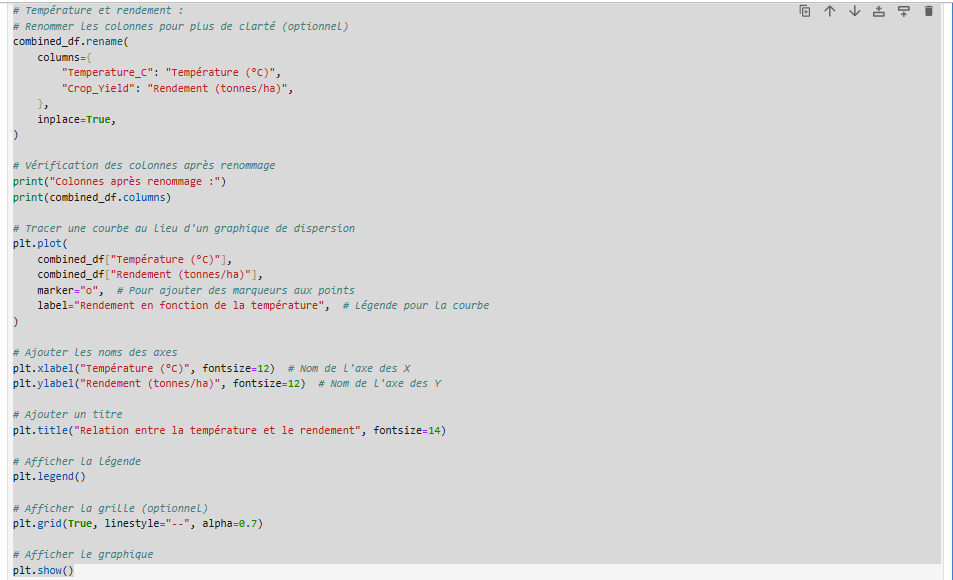 # Température et rendement :
# Renommer les colonnes pour plus de clarté (optionnel)
combined_df.rename(
    columns={
        "Temperature_C": "Température (°C)",
        "Crop_Yield": "Rendement (tonnes/ha)",
    },
    inplace=True,
)

# Vérification des colonnes après renommage
print("Colonnes après renommage :")
print(combined_df.columns)

# Tracer une courbe au lieu d'un graphique de dispersion
plt.plot(
    combined_df["Température (°C)"],
    combined_df["Rendement (tonnes/ha)"],
    marker="o",  # Pour ajouter des marqueurs aux points
    label="Rendement en fonction de la température",  # Légende pour la courbe
)

# Ajouter les noms des axes
plt.xlabel("Température (°C)", fontsize=12)  # Nom de l'axe des X
plt.ylabel("Rendement (tonnes/ha)", fontsize=12)  # Nom de l'axe des Y

# Ajouter un titre
plt.title("Relation entre la température et le rendement", fontsize=14)

# Afficher la légende
plt.legend()

# Afficher la grille (optionnel)
plt.grid(True, linestyle="--", alpha=0.7)

# Afficher le graphique
plt.show()